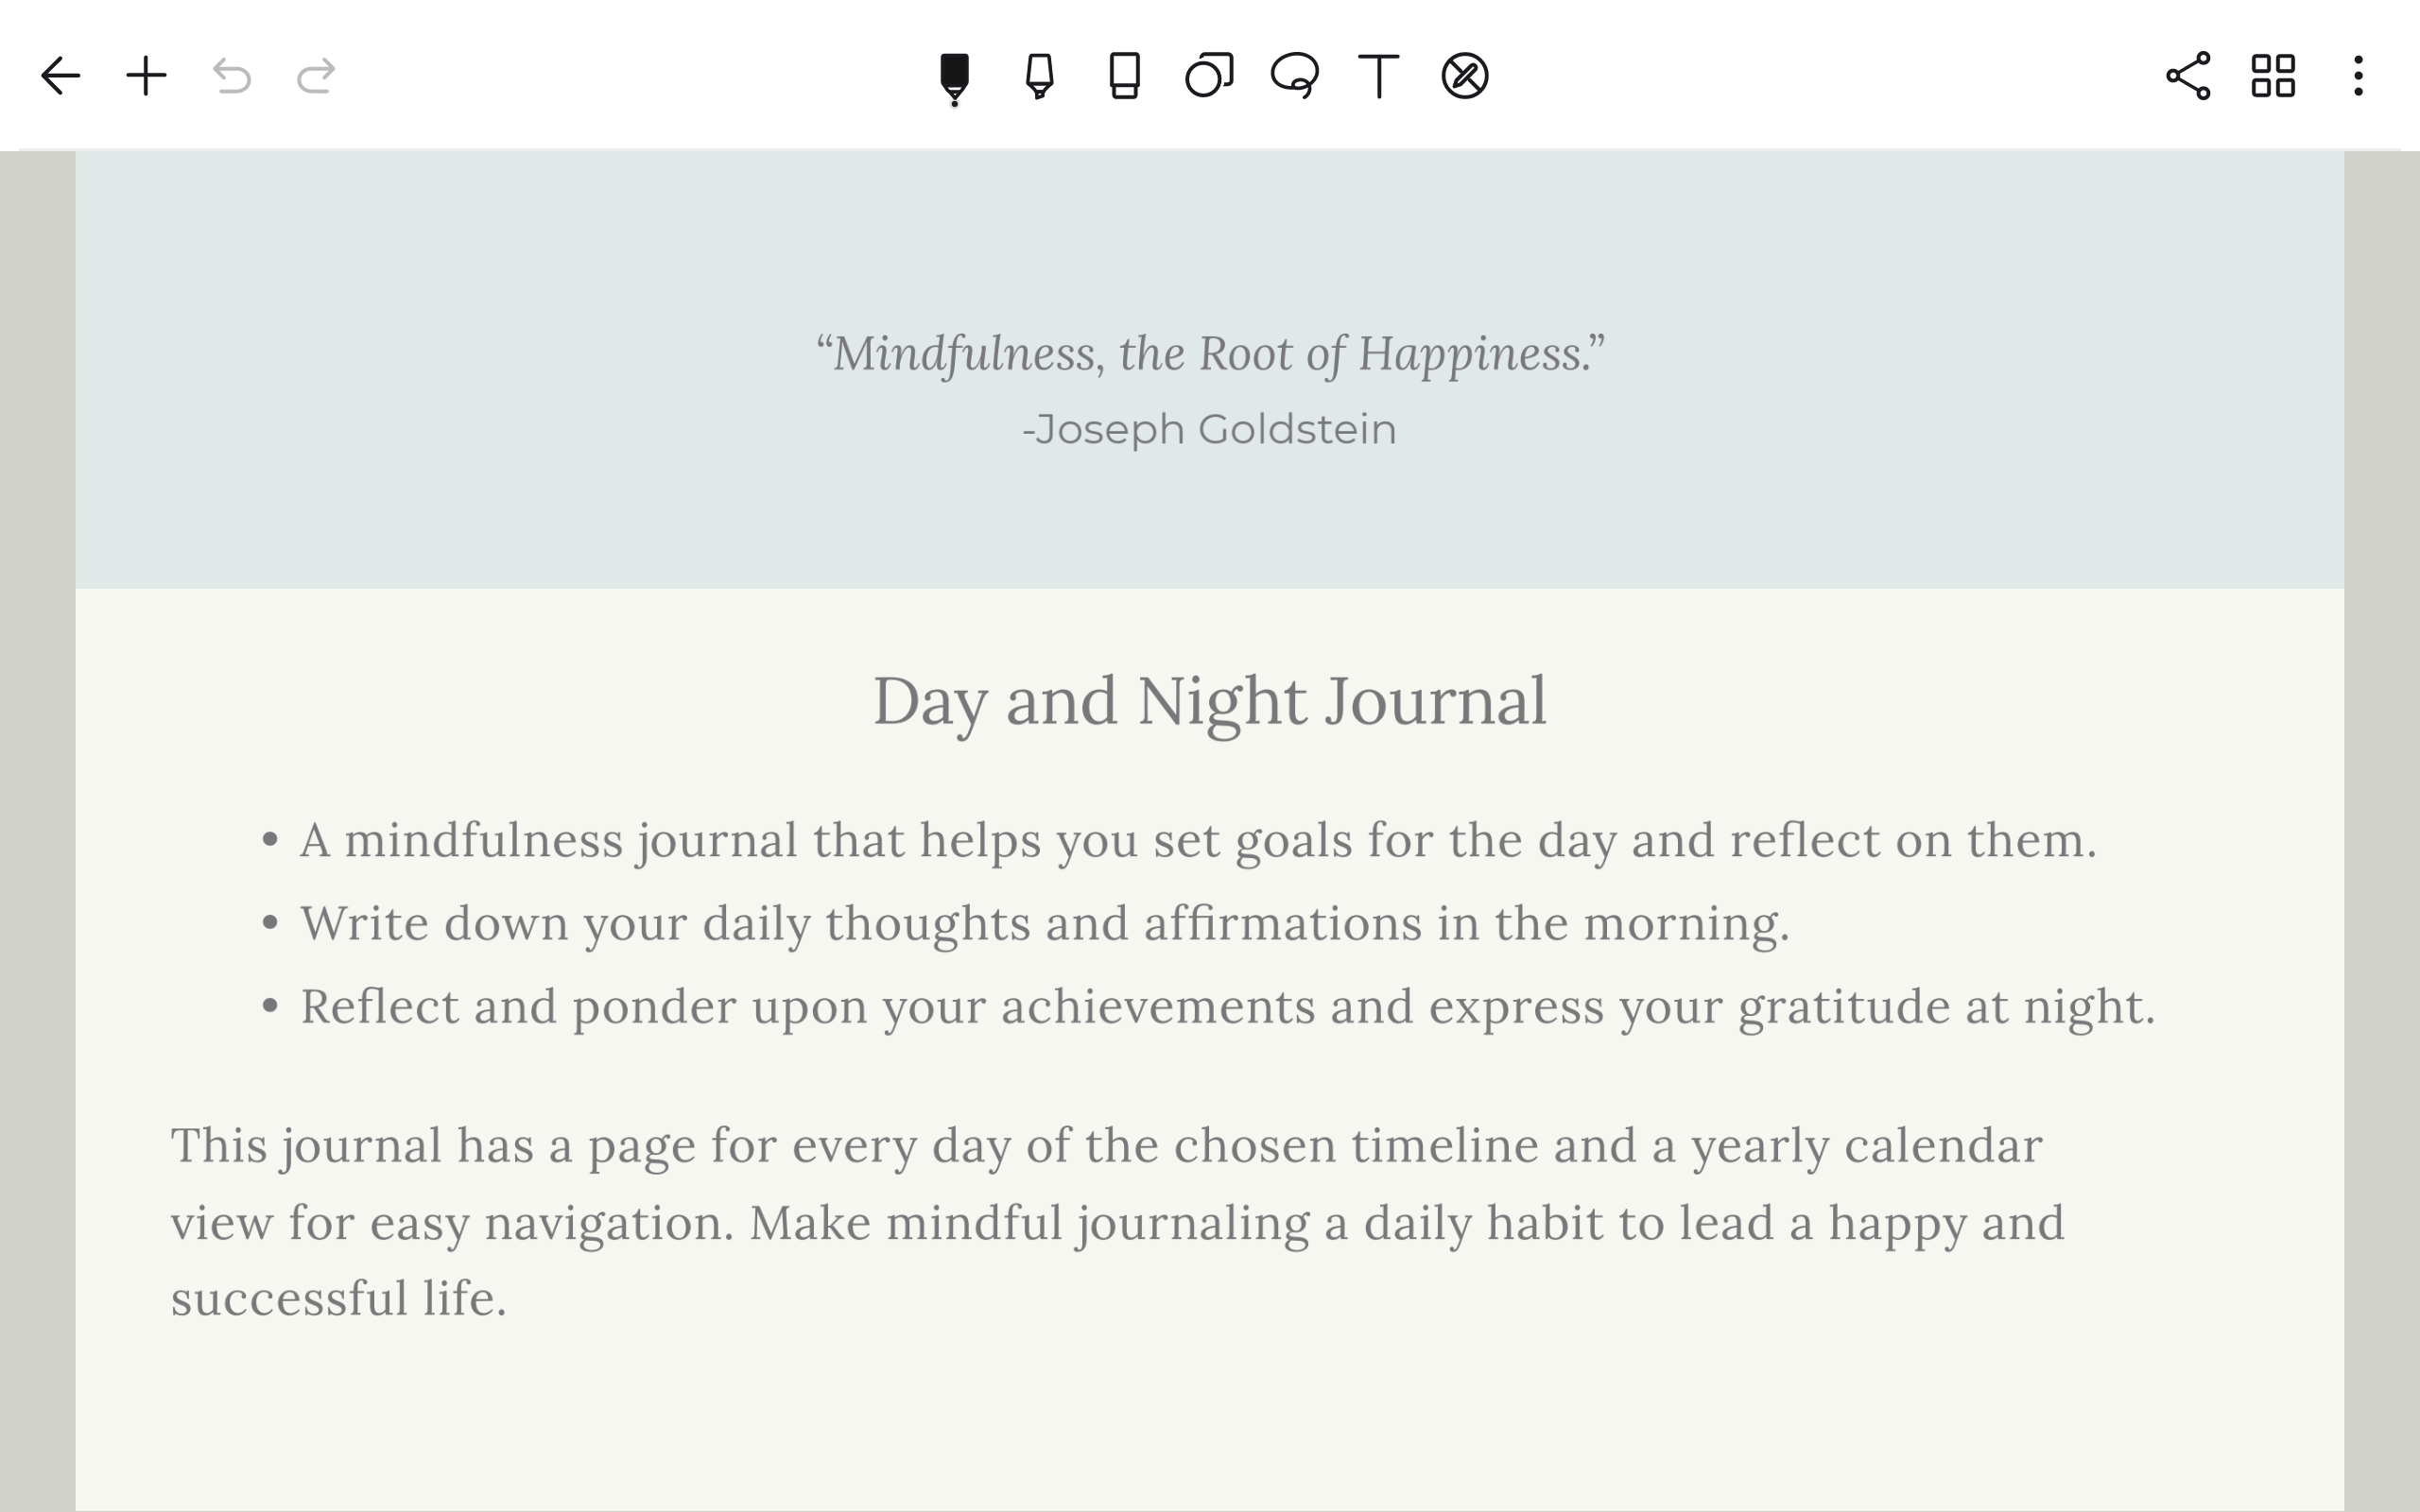 “Mindfulness, the Root of Happiness.”
-Joseph Goldstein
Day and Night Journal
• A mindfulness journal that helps you set goals for the day and reflect on them.
• Write down your daily thoughts and affirmations in the morning.
• Reflect and ponder upon your achievements and express your gratitude at night.
This journal has a page for every day of the chosen timeline and a yearly calendar
view for easy navigation. Make mindful journaling a daily habit to lead a happy and
successful life.